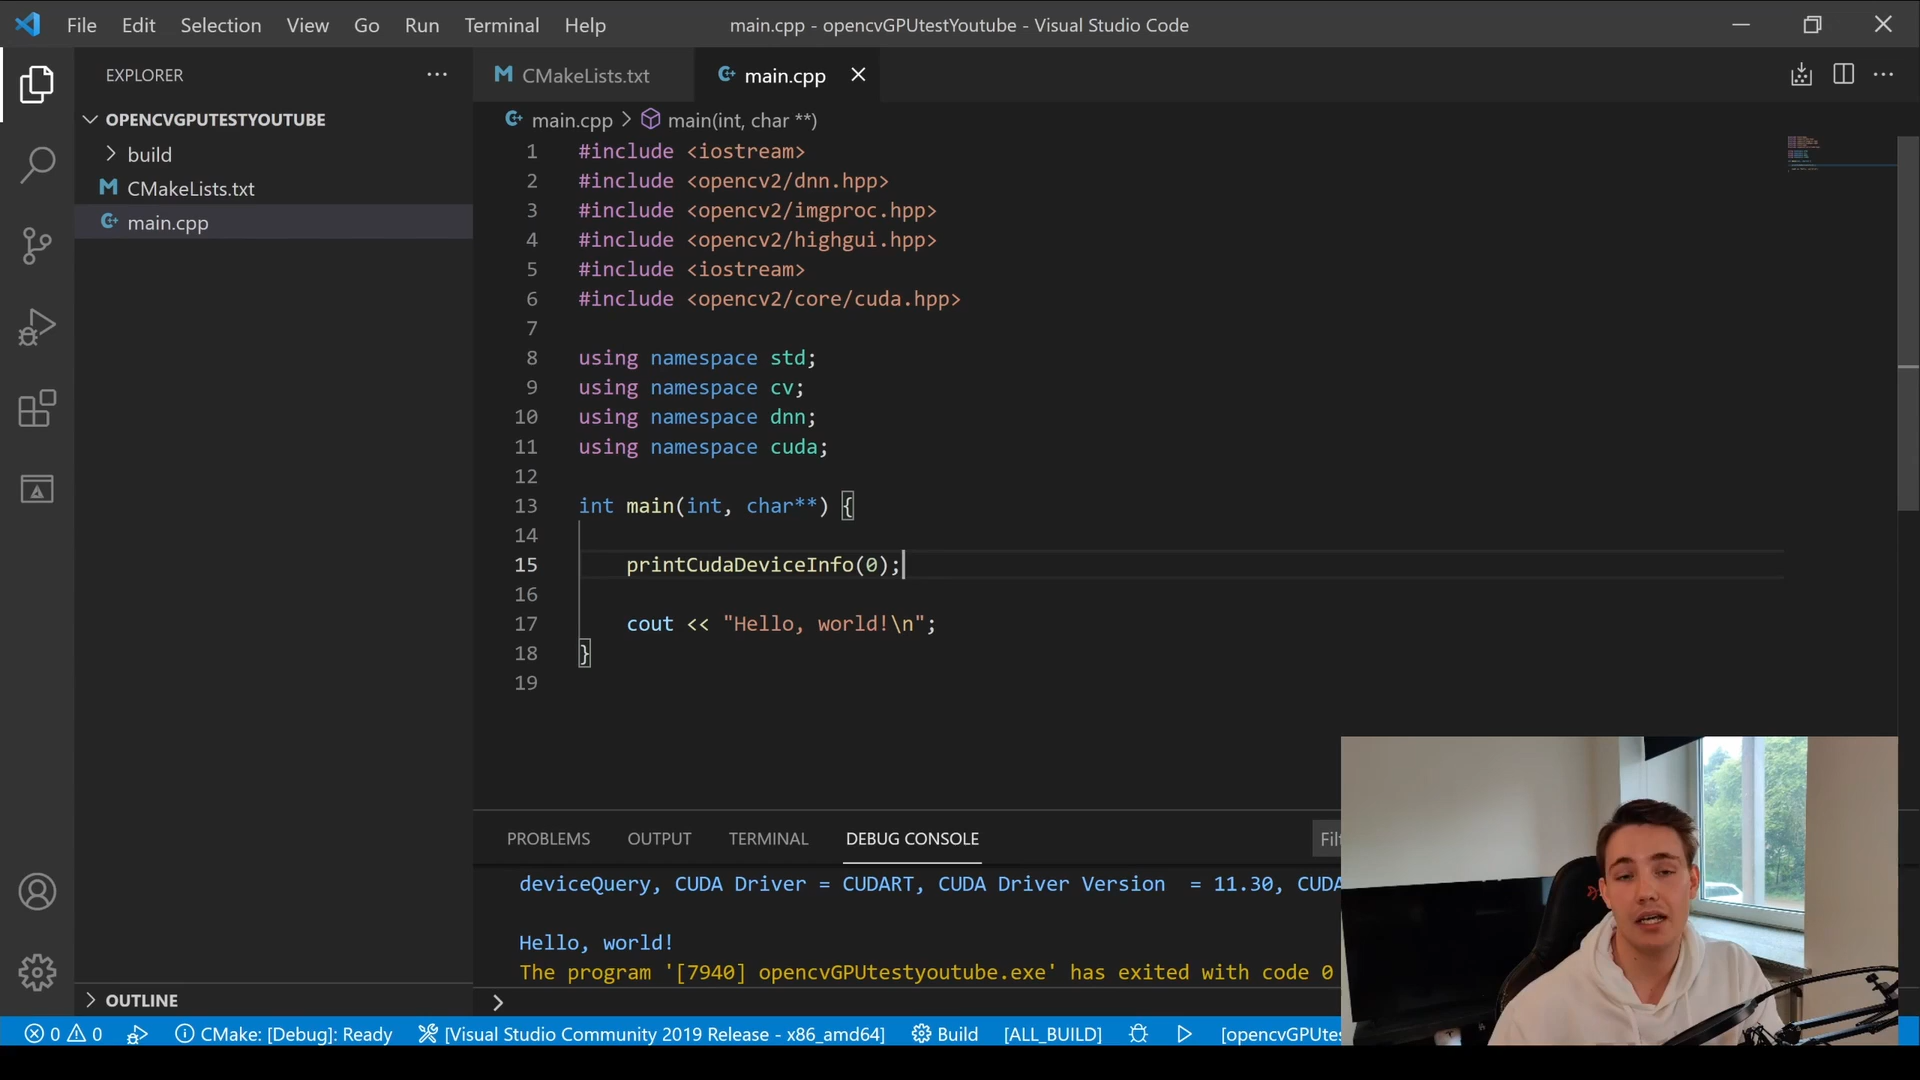 File Edit Selection View Go Run Terminal Help main.cpp - opencvGPUtestYoutube - Visual Studio Code
EXPLORER
CMakeLists.txt
main.cpp
OPENCVGPUTESTYOUTUBE
build
CMakeLists.txt
main.cpp
main.cpp > main(int, char **)
1 #include <iostream>
2 #include <opencv2/dnn.hpp>
3 #include <opencv2/imgproc.hpp>
4 #include <opencv2/highgui.hpp>
5 #include <iostream>
6 #include <opencv2/core/cuda.hpp>
7
8 using namespace std;
9 using namespace cv;
10 using namespace dnn;
11 using namespace cuda;
12
13 int main(int, char**) {
14
15 printCudaDeviceInfo(0);
16
17 cout << "Hello, world!\n";
18 }
19
PROBLEMS OUTPUT TERMINAL DEBUG CONSOLE
deviceQuery, CUDA Driver = CUDART, CUDA Driver Version = 11.30, CUDA
Hello, world!
The program '[7940] opencvGPUtestyoutube.exe' has exited with code 0
OUTLINE
0 0 CMake: [Debug]: Ready [Visual Studio Community 2019 Release - x86_amd64] Build [ALL_BUILD] [opencvGPUtes